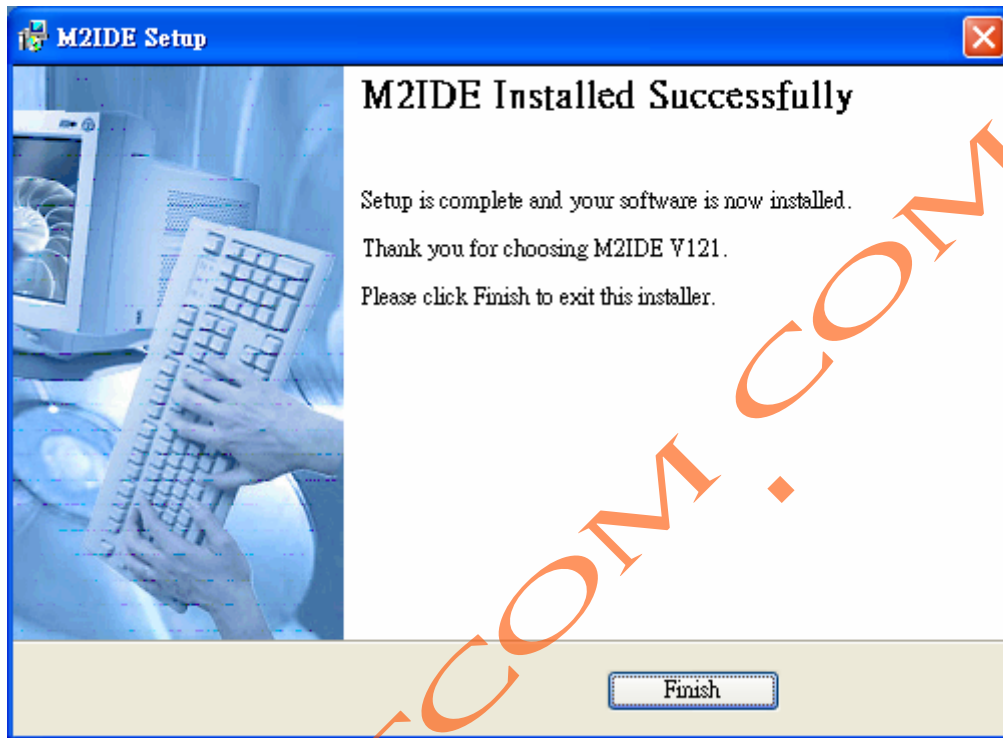 M2IDE Setup
M2IDE Installed Successfully
Setup is complete and your software is now installed.
Thank you for choosing M2IDE V121.
Please click Finish to exit this installer.
COM.COM
Finish